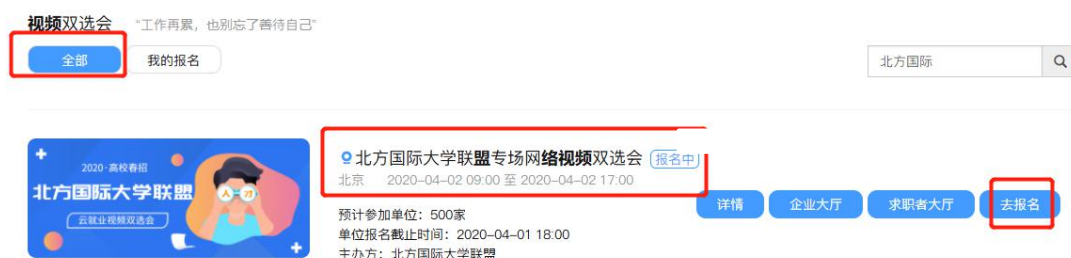 视频双选会 “工作再累，也别忘了善待自己”
全部 我的报名 北方国际
2020·高校春招
北方国际大学联盟
云就业视频双选会
人 才
北方国际大学联盟专场网络视频双选会 报名中
北京 2020-04-02 09:00 至 2020-04-02 17:00
详情 企业大厅 求职者大厅 去报名
预计参加单位：500家
单位报名截止时间：2020-04-01 18:00
主办方：北方国际大学联盟